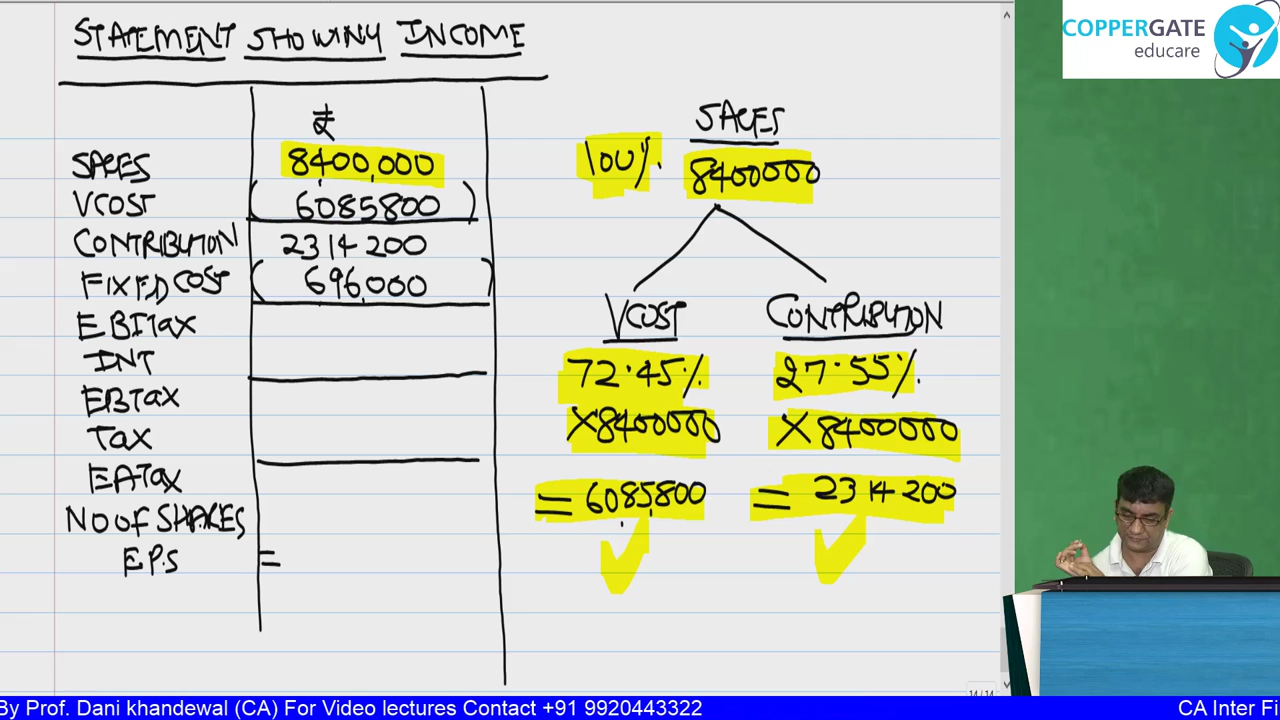 STATEMENT SHOWING INCOME
₹
SALES 8400,000
VCOST ( 6085800 )
CONTRIBUTION 2314200
FIXED COST ( 696,000 )
EBITax
INT
EBTax
Tax
EATax
NO OF SHARES
E.P.S =
SALES
100% 8400000
VCOST CONTRIBUTION
72.45% 27.55%
X8400000 X8400000
= 6085800 = 2314200
COPPERGATE
educare
14 / 14
By Prof. Dani khandewal (CA) For Video lectures Contact +91 9920443322 CA Inter Fi